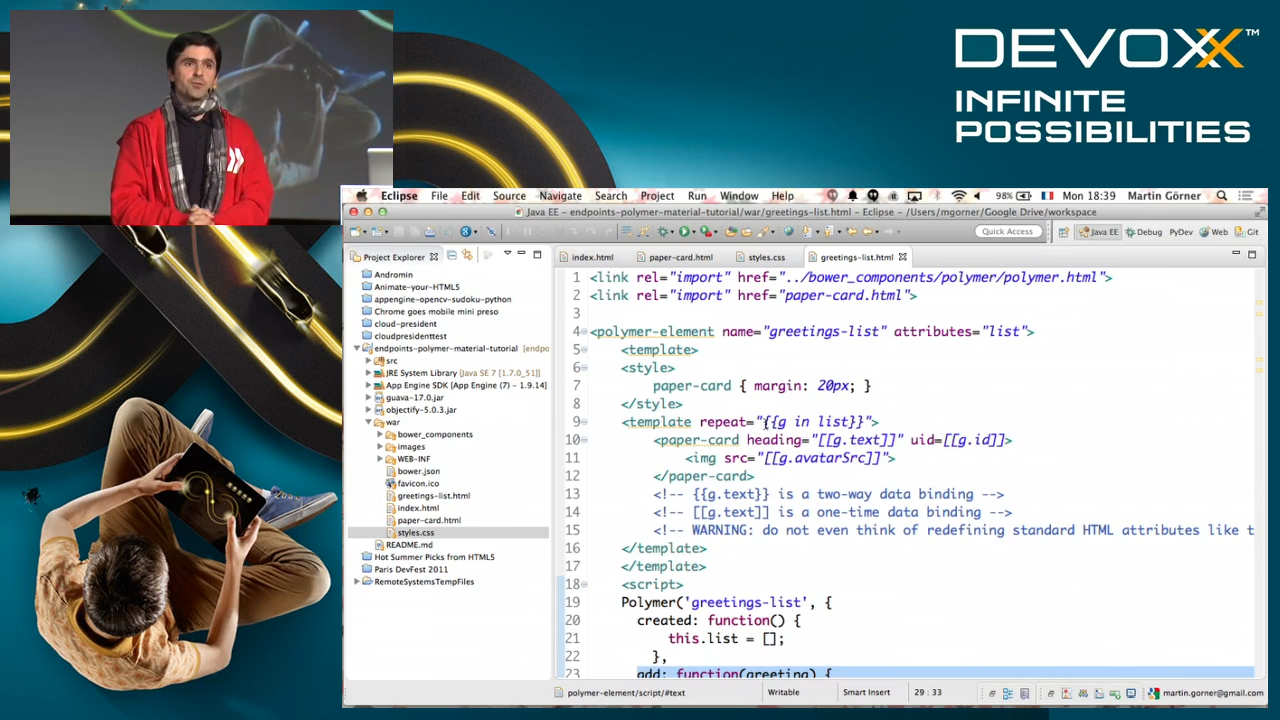 DEVOXX™
INFINITE
POSSIBILITIES
Eclipse File Edit Source Navigate Search Project Run Window Help 98% Mon 18:39 Martin Görner
Java EE - endpoints-polymer-material-tutorial/war/greetings-list.html - Eclipse - /Users/mgorner/Google Drive/workspace
Quick Access Java EE Debug PyDev Web Git
Project Explorer
index.html paper-card.html styles.css greetings-list.html
Andromin
Animate-your-HTML5
appengine-opencv-sudoku-python
Chrome goes mobile mini preso
cloud-president
cloudpresidenttest
endpoints-polymer-material-tutorial [endpo
src
JRE System Library [Java SE 7 [1.7.0_51]]
App Engine SDK [App Engine (7) - 1.9.14]
guava-17.0.jar
objectify-5.0.3.jar
war
bower_components
images
WEB-INF
bower.json
favicon.ico
greetings-list.html
index.html
paper-card.html
styles.css
README.md
Hot Summer Picks from HTML5
Paris DevFest 2011
RemoteSystemsTempFiles
1 <link rel="import" href="../bower_components/polymer/polymer.html">
2 <link rel="import" href="paper-card.html">
3
4 <polymer-element name="greetings-list" attributes="list">
5 <template>
6 <style>
7 paper-card { margin: 20px; }
8 </style>
9 <template repeat="{{g in list}}">
10 <paper-card heading="[[g.text]]" uid=[[g.id]]>
11 <img src="[[g.avatarSrc]]">
12 </paper-card>
13 <!-- {{g.text}} is a two-way data binding -->
14 <!-- [[g.text]] is a one-time data binding -->
15 <!-- WARNING: do not even think of redefining standard HTML attributes like t
16 </template>
17 </template>
18 <script>
19 Polymer('greetings-list', {
20 created: function() {
21 this.list = [];
22 },
23 add: function(greeting) {
polymer-element/script/#text Writable Smart Insert 29 : 33 martin.gorner@gmail.com